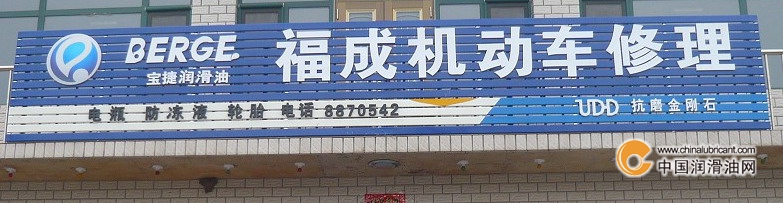 BERGE
宝捷润滑油
福成机动车修理
电瓶 防冻液 轮胎 电话 8870542
UDD 抗磨金刚石
www.chinalubricant.com
中国润滑油网